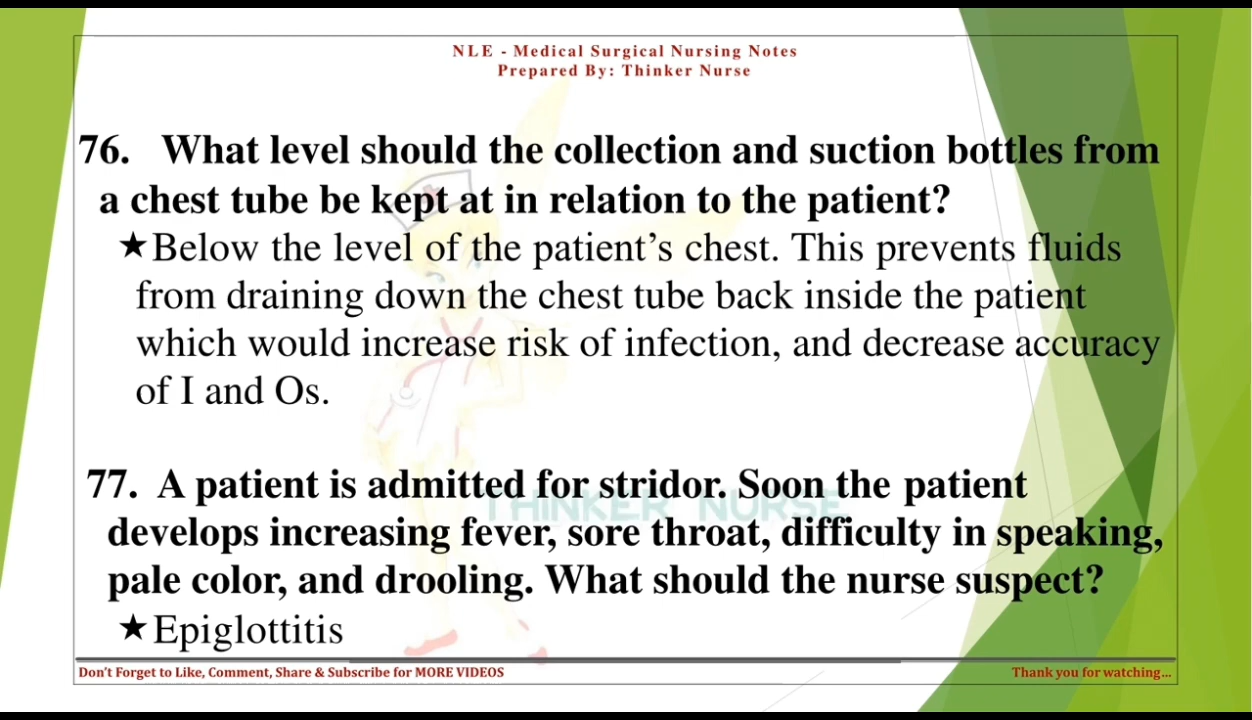 NLE - Medical Surgical Nursing Notes
Prepared By: Thinker Nurse
76. What level should the collection and suction bottles from
a chest tube be kept at in relation to the patient?
★Below the level of the patient’s chest. This prevents fluids
from draining down the chest tube back inside the patient
which would increase risk of infection, and decrease accuracy
of I and Os.
77. A patient is admitted for stridor. Soon the patient
THINKER NURSE
develops increasing fever, sore throat, difficulty in speaking,
pale color, and drooling. What should the nurse suspect?
★Epiglottitis
Don’t Forget to Like, Comment, Share & Subscribe for MORE VIDEOS
Thank you for watching...